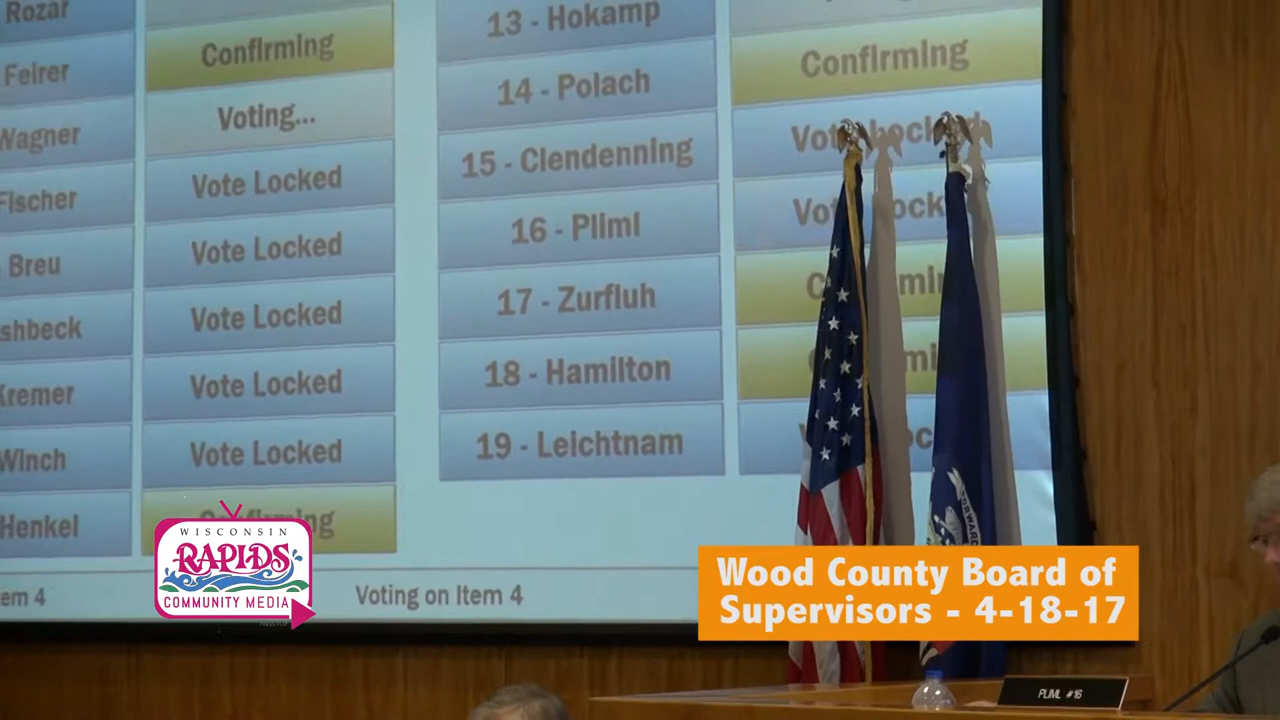 Rozar
Feirer
Wagner
Fischer
Breu
shbeck
Kremer
Winch
Henkel
Confirming
Voting...
Vote Locked
Vote Locked
Vote Locked
Vote Locked
Vote Locked
13 - Hokamp
14 - Polach
15 - Clendenning
16 - Pliml
17 - Zurfluh
18 - Hamilton
19 - Leichtnam
Confirming
em 4
Voting on Item 4
WISCONSIN
RAPIDS
COMMUNITY MEDIA
FORWARD
Wood County Board of
Supervisors - 4-18-17
PLIML #16